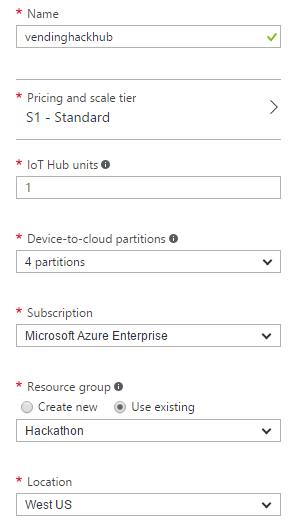 * Name
vendinghackhub
* Pricing and scale tier
S1 - Standard
* IoT Hub units
1
* Device-to-cloud partitions
4 partitions
* Subscription
Microsoft Azure Enterprise
* Resource group
Create new Use existing
Hackathon
* Location
West US